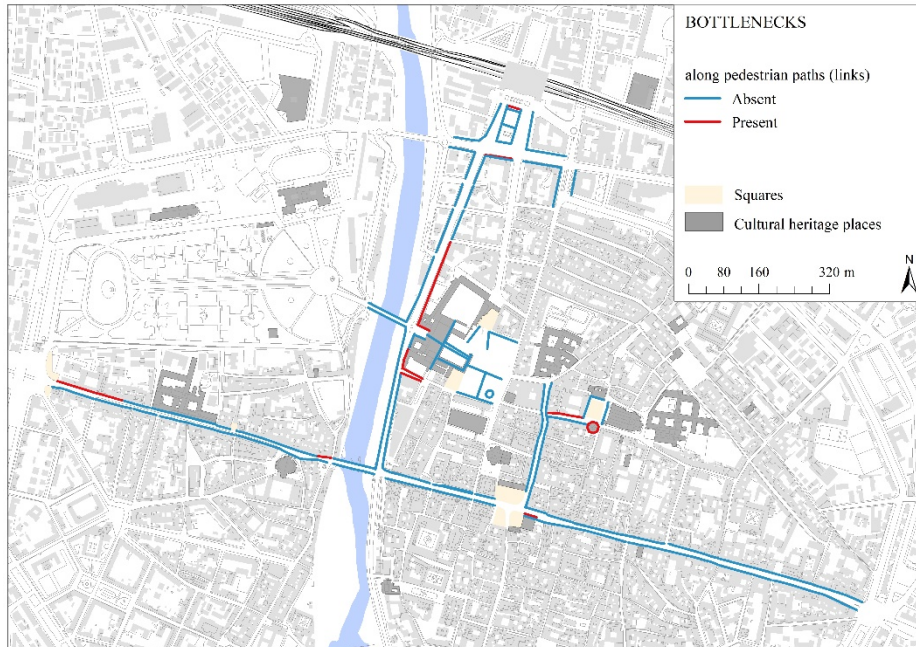 BOTTLENECKS
along pedestrian paths (links)
Absent
Present
Squares
Cultural heritage places
N
0 80 160 320 m